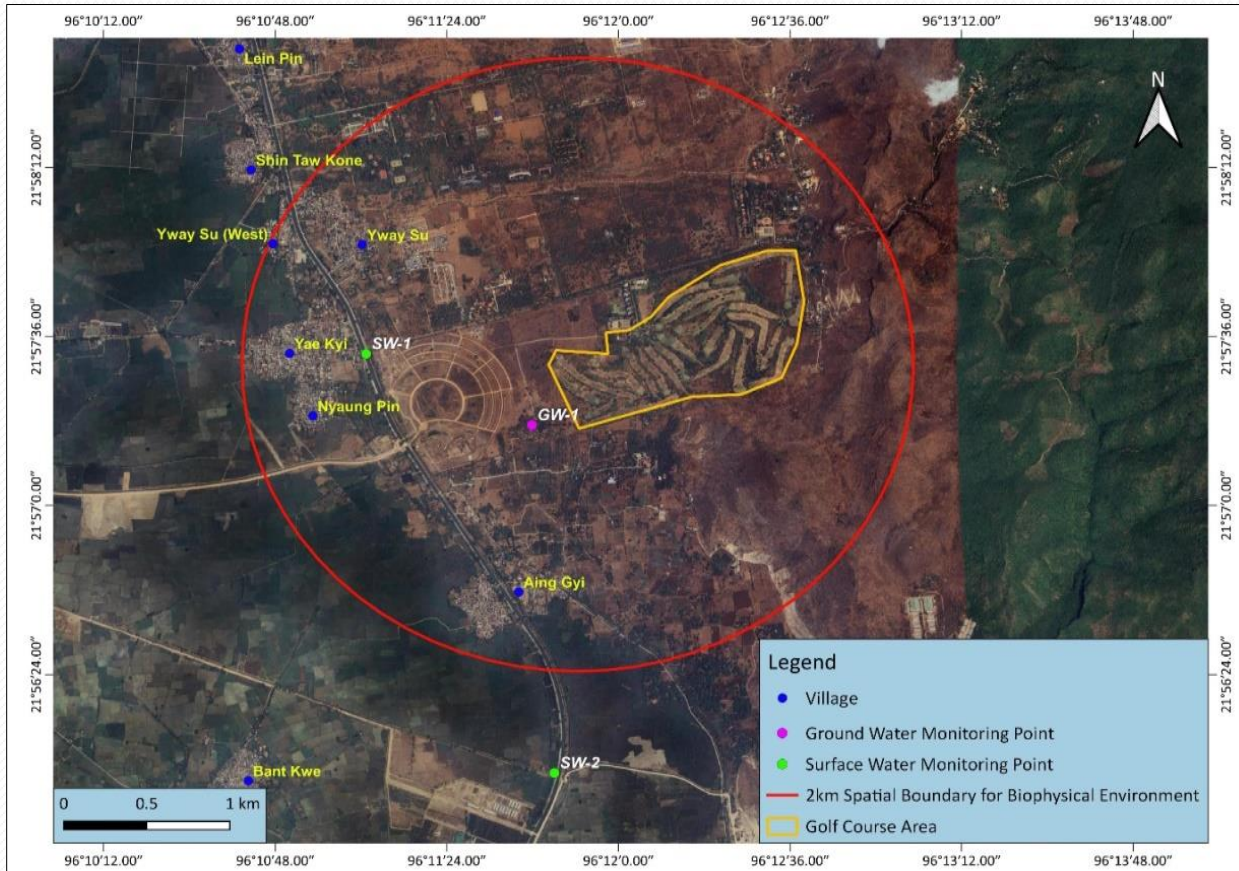 96°10′12.00″ 96°10′48.00″ 96°11′24.00″ 96°12′0.00″ 96°12′36.00″ 96°13′12.00″ 96°13′48.00″
Lein Pin
N
21°58′12.00″ 21°58′12.00″
Shin Taw Kone
Yway Su (West) Yway Su
21°57′36.00″ 21°57′36.00″
Yae Kyi SW-1
Nyaung Pin GW-1
21°57′0.00″ 21°57′0.00″
Aing Gyi
21°56′24.00″ 21°56′24.00″
Legend
Village
Ground Water Monitoring Point
Surface Water Monitoring Point
2km Spatial Boundary for Biophysical Environment
Golf Course Area
SW-2
Bant Kwe
0 0.5 1 km
96°10′12.00″ 96°10′48.00″ 96°11′24.00″ 96°12′0.00″ 96°12′36.00″ 96°13′12.00″ 96°13′48.00″